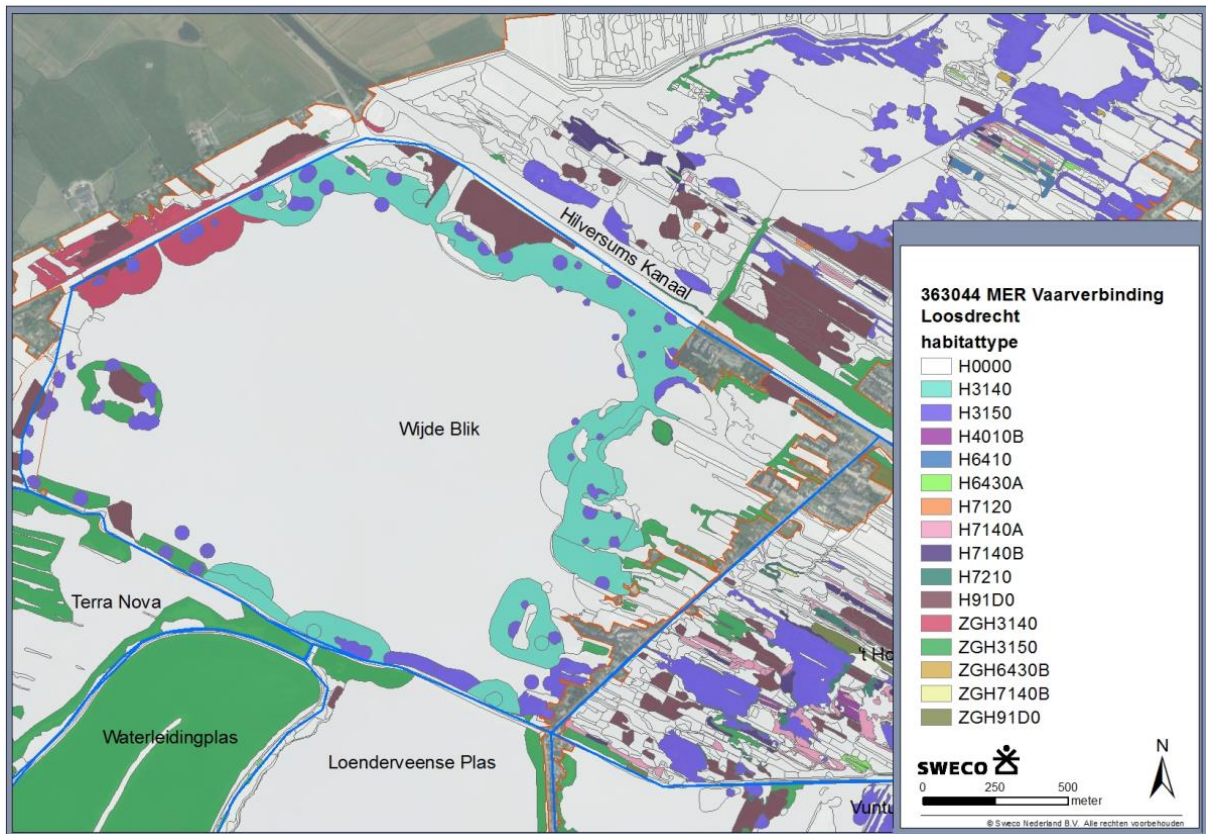 Hilversums Kanaal
Wijde Blik
Terra Nova
't Ho
Waterleidingplas
Loenderveense Plas
Vuntu
363044 MER Vaarverbinding
Loosdrecht
habitattype
H0000
H3140
H3150
H4010B
H6410
H6430A
H7120
H7140A
H7140B
H7210
H91D0
ZGH3140
ZGH3150
ZGH6430B
ZGH7140B
ZGH91D0
SWECO
N
0 250 500
meter
© Sweco Nederland B.V. Alle rechten voorbehouden